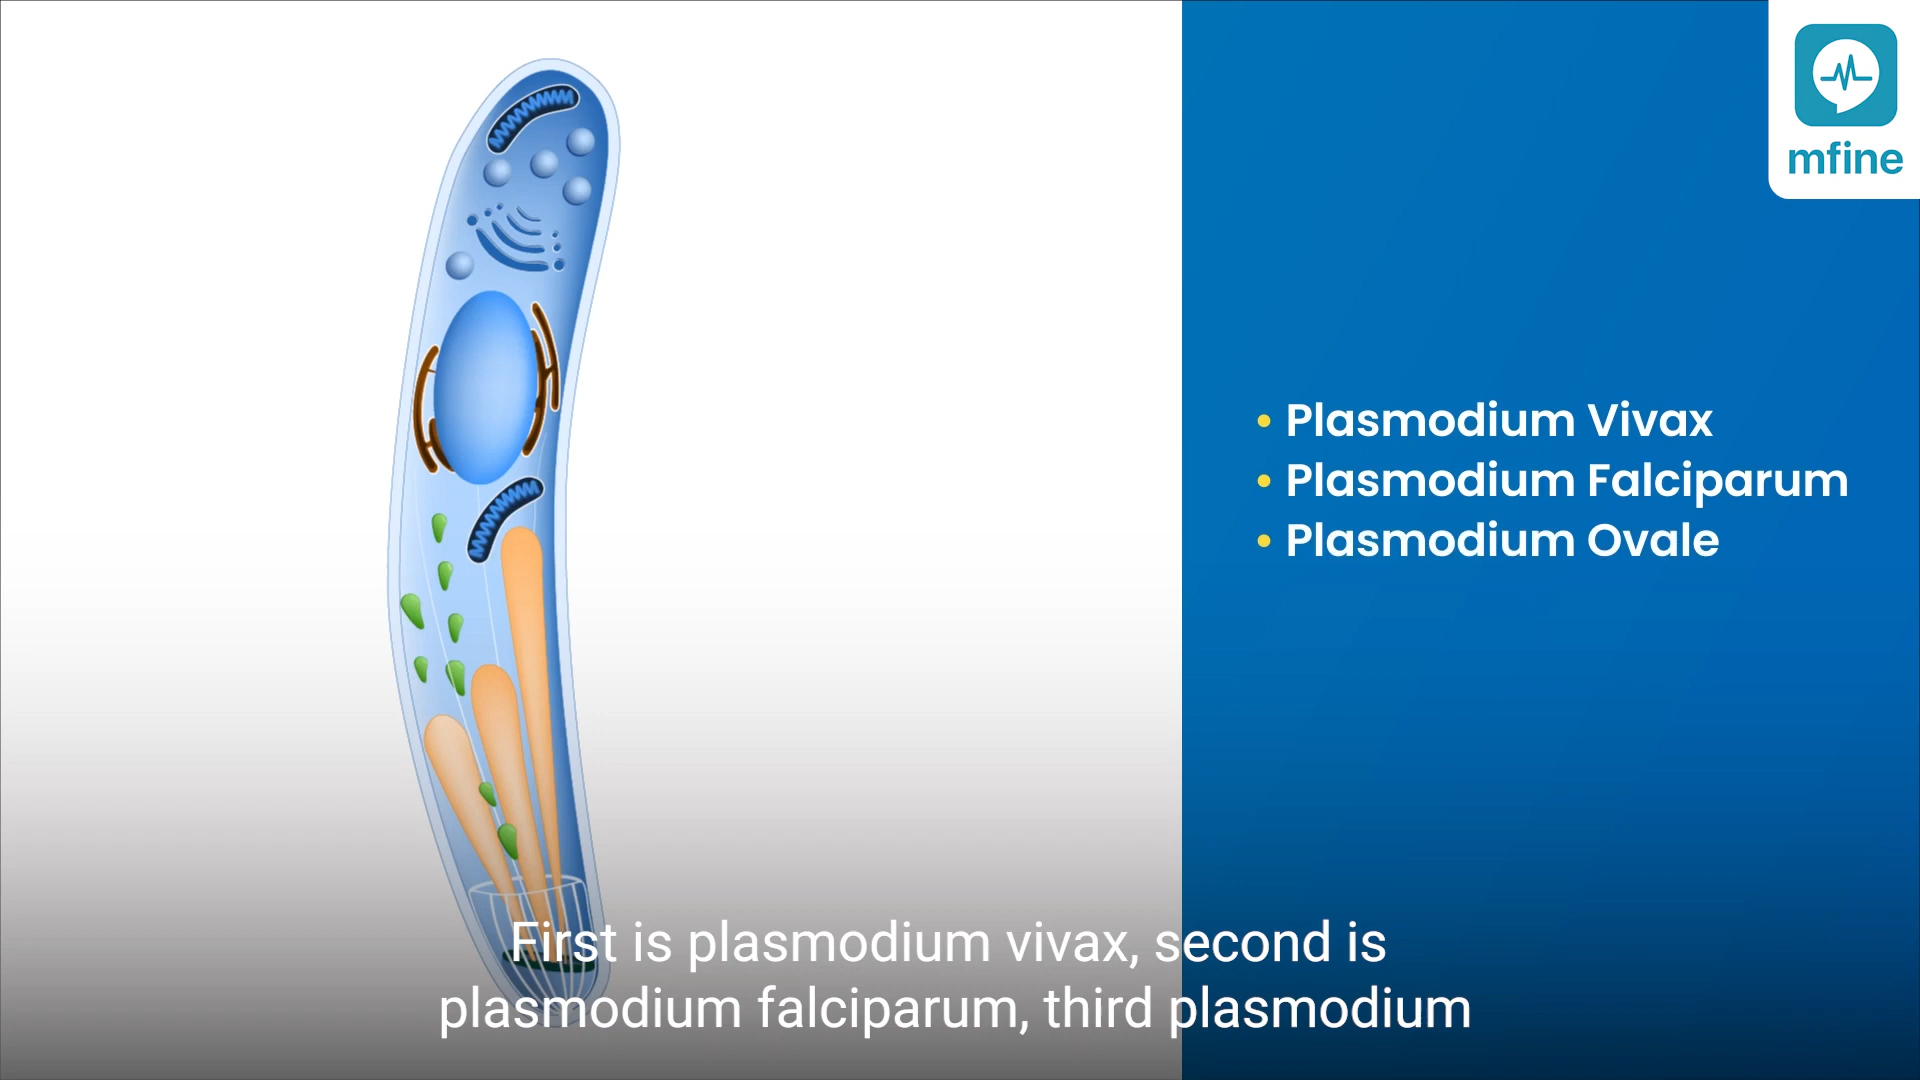 mfine
• Plasmodium Vivax
• Plasmodium Falciparum
• Plasmodium Ovale
First is plasmodium vivax, second is
plasmodium falciparum, third plasmodium